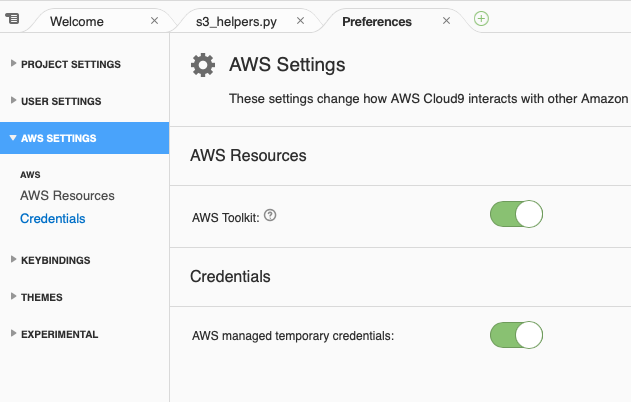 Welcome
s3_helpers.py
Preferences
PROJECT SETTINGS
USER SETTINGS
AWS SETTINGS
AWS
AWS Resources
Credentials
KEYBINDINGS
THEMES
EXPERIMENTAL
AWS Settings
These settings change how AWS Cloud9 interacts with other Amazon
AWS Resources
AWS Toolkit: ?
Credentials
AWS managed temporary credentials: